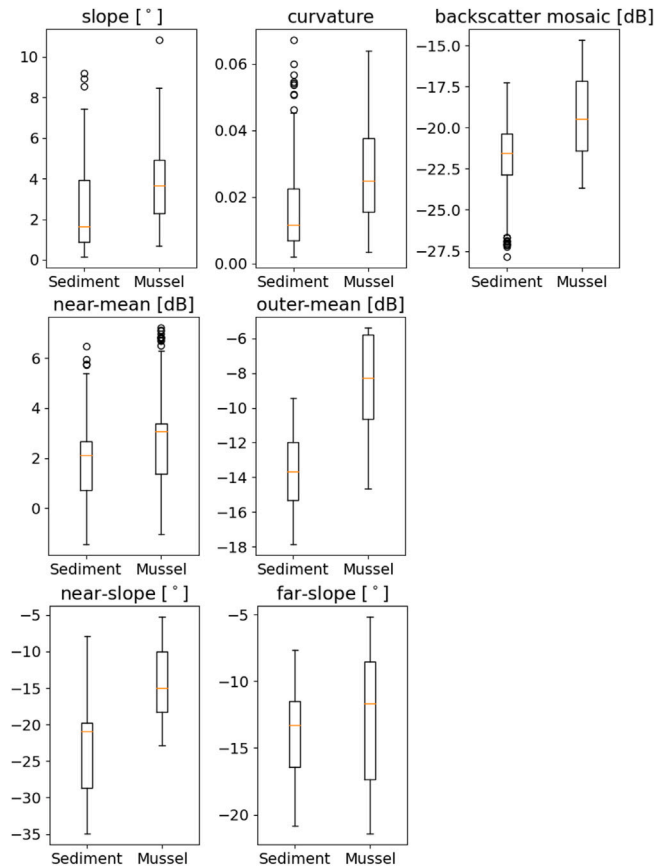 slope [°]
10
8
6
4
2
0
Sediment Mussel
curvature
0.06
0.04
0.02
0.00
Sediment Mussel
backscatter mosaic [dB]
−15.0
−17.5
−20.0
−22.5
−25.0
−27.5
Sediment Mussel
near-mean [dB]
6
4
2
0
Sediment Mussel
outer-mean [dB]
−6
−8
−10
−12
−14
−16
−18
Sediment Mussel
near-slope [°]
−5
−10
−15
−20
−25
−30
−35
Sediment Mussel
far-slope [°]
−5
−10
−15
−20
Sediment Mussel